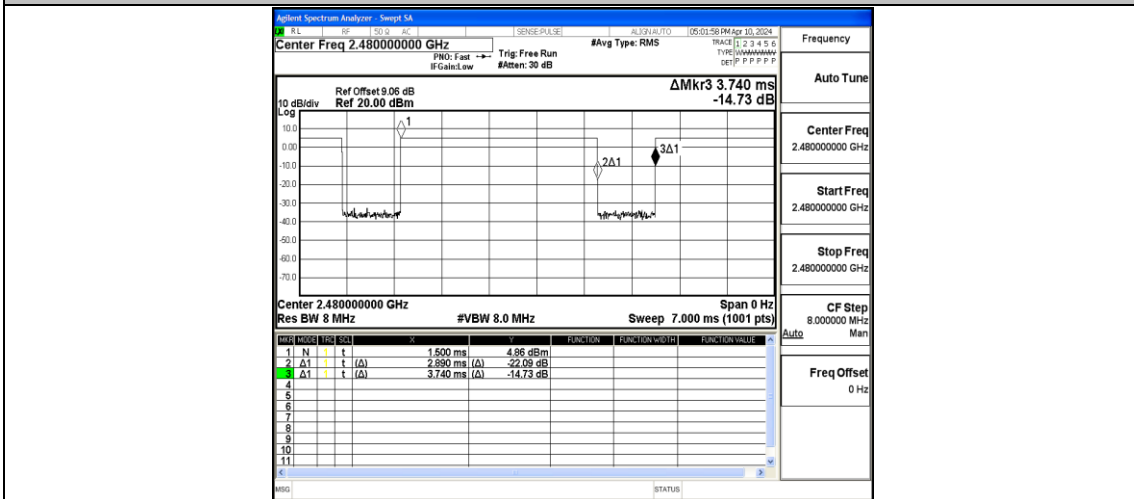 Agilent Spectrum Analyzer - Swept SA
RL RF 50 Ω AC SENSE:PULSE ALIGNAUTO 05:01:58 PM Apr 10, 2024
Center Freq 2.480000000 GHz #Avg Type: RMS TRACE 1 2 3 4 5 6
PNO: Fast Trig: Free Run TYPE
IFGain:Low #Atten: 30 dB DET P P P P P P
ΔMkr3 3.740 ms
Ref Offset 9.06 dB
10 dB/div Ref 20.00 dBm -14.73 dB
Log
10.0
0.00
-10.0
-20.0
-30.0
-40.0
-50.0
-60.0
-70.0
1
2Δ1
3Δ1
Center 2.480000000 GHz Span 0 Hz
Res BW 8 MHz #VBW 8.0 MHz Sweep 7.000 ms (1001 pts)
MKR MODE TRC SCL X Y FUNCTION FUNCTION WIDTH FUNCTION VALUE
1 N 1 t 1.500 ms 4.86 dBm
2 Δ1 1 t (Δ) 2.890 ms (Δ) -22.09 dB
3 Δ1 1 t (Δ) 3.740 ms (Δ) -14.73 dB
4
5
6
7
8
9
10
11
MSG STATUS
Frequency
Auto Tune
Center Freq
2.480000000 GHz
Start Freq
2.480000000 GHz
Stop Freq
2.480000000 GHz
CF Step
8.000000 MHz
Auto Man
Freq Offset
0 Hz